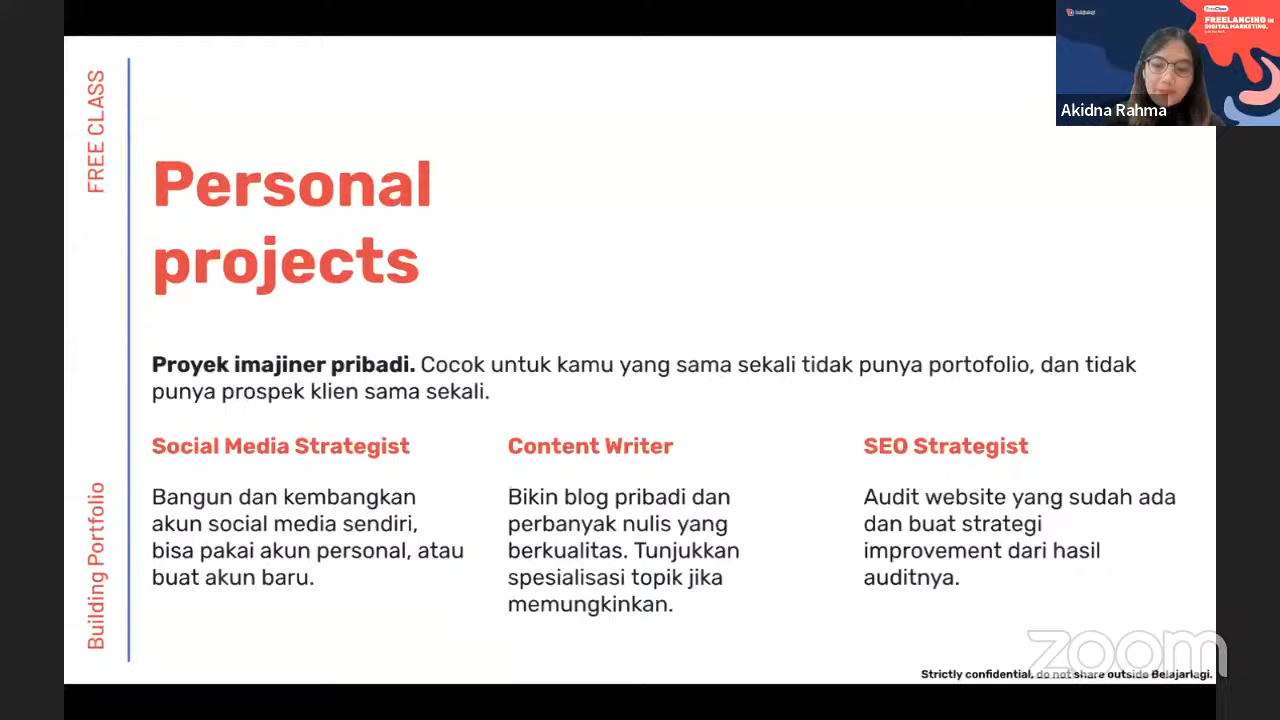 FREE CLASS
Building Portfolio
Personal
projects
Proyek imajiner pribadi. Cocok untuk kamu yang sama sekali tidak punya portofolio, dan tidak
punya prospek klien sama sekali.
Social Media Strategist
Bangun dan kembangkan
akun social media sendiri,
bisa pakai akun personal, atau
buat akun baru.
Content Writer
Bikin blog pribadi dan
perbanyak nulis yang
berkualitas. Tunjukkan
spesialisasi topik jika
memungkinkan.
SEO Strategist
Audit website yang sudah ada
dan buat strategi
improvement dari hasil
auditnya.
zoom
Strictly confidential, do not share outside Belajarlagi.
belajarlagi
FreeClass
FREELANCING IN
DIGITAL MARKETING.
Akidna Rahma